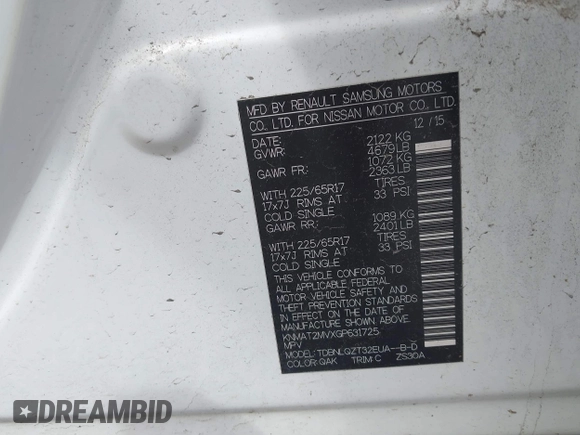 MFD BY RENAULT SAMSUNG MOTORS
CO., LTD. FOR NISSAN MOTOR CO., LTD.
DATE: 12/15
GVWR: 2122 KG
4679 LB
GAWR FR: 1072 KG
2363 LB
WITH 225/65R17 TIRES
17x7J RIMS AT 33 PSI
COLD SINGLE
GAWR RR: 1089 KG
2401 LB
WITH 225/65R17 TIRES
17x7J RIMS AT 33 PSI
COLD SINGLE
THIS VEHICLE CONFORMS TO
ALL APPLICABLE FEDERAL
MOTOR VEHICLE SAFETY AND
THEFT PREVENTION STANDARDS
IN EFFECT ON THE DATE OF
MANUFACTURE SHOWN ABOVE.
KNMAT2MVXGP631725
MPV
MODEL: TDBNLQZT32EUA--B-D
COLOR: QAK TRIM: C ZS30A
CARDEALSBID.COM